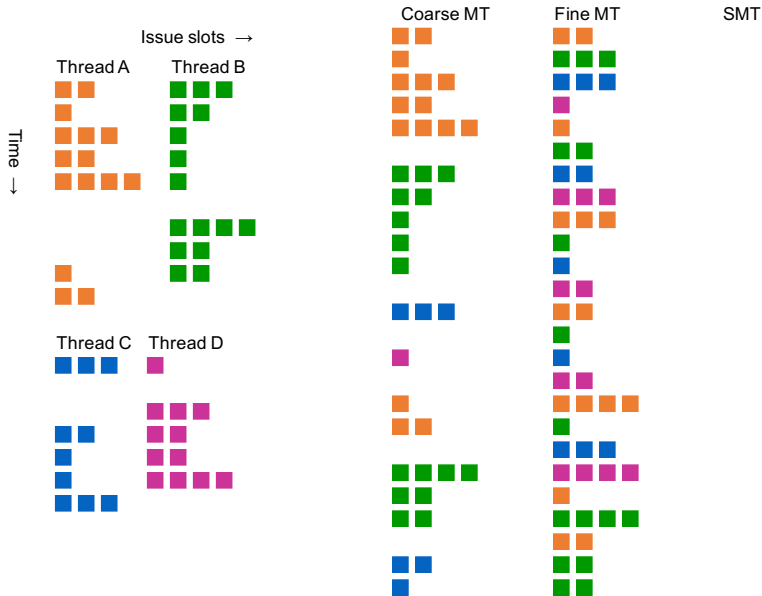 Coarse MT Fine MT SMT
Issue slots →
Thread A Thread B
Time →
Thread C Thread D